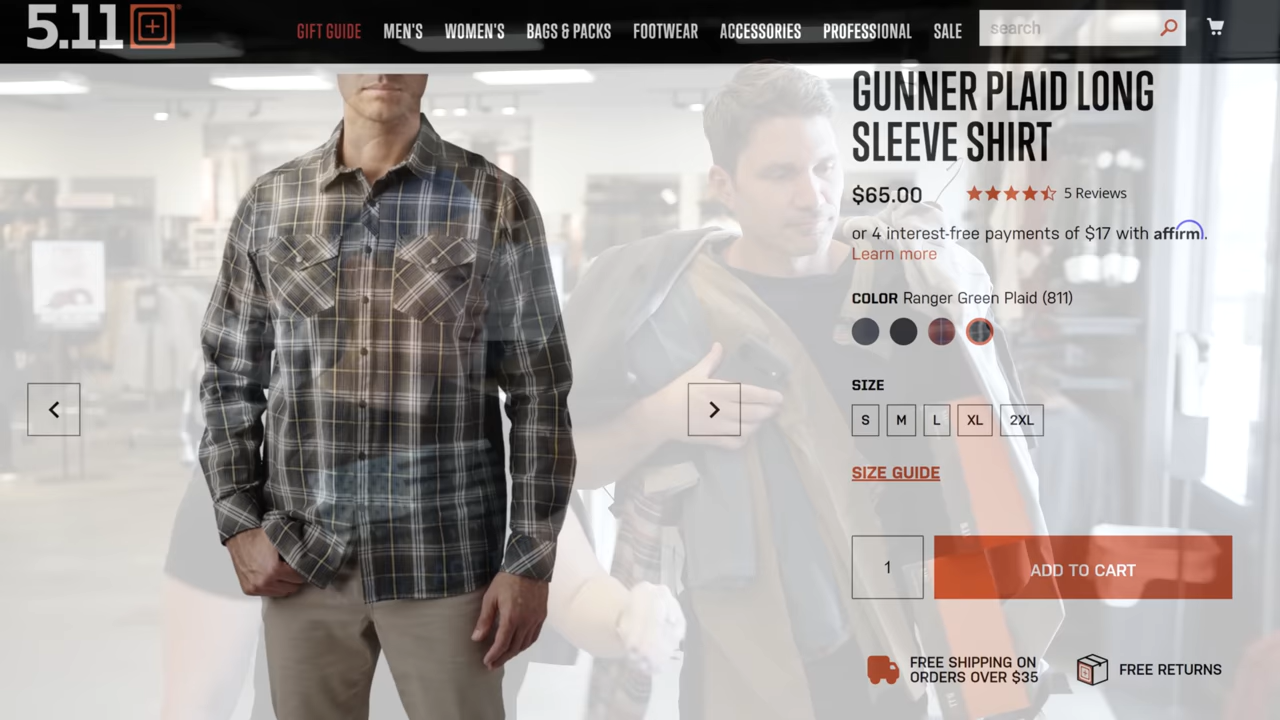 5.11
GIFT GUIDE MEN'S WOMEN'S BAGS & PACKS FOOTWEAR ACCESSORIES PROFESSIONAL SALE search
GUNNER PLAID LONG
SLEEVE SHIRT
$65.00 5 Reviews
or 4 interest-free payments of $17 with affirm.
Learn more
COLOR Ranger Green Plaid (811)
SIZE
S M L XL 2XL
SIZE GUIDE
1 ADD TO CART
FREE SHIPPING ON
ORDERS OVER $35
FREE RETURNS